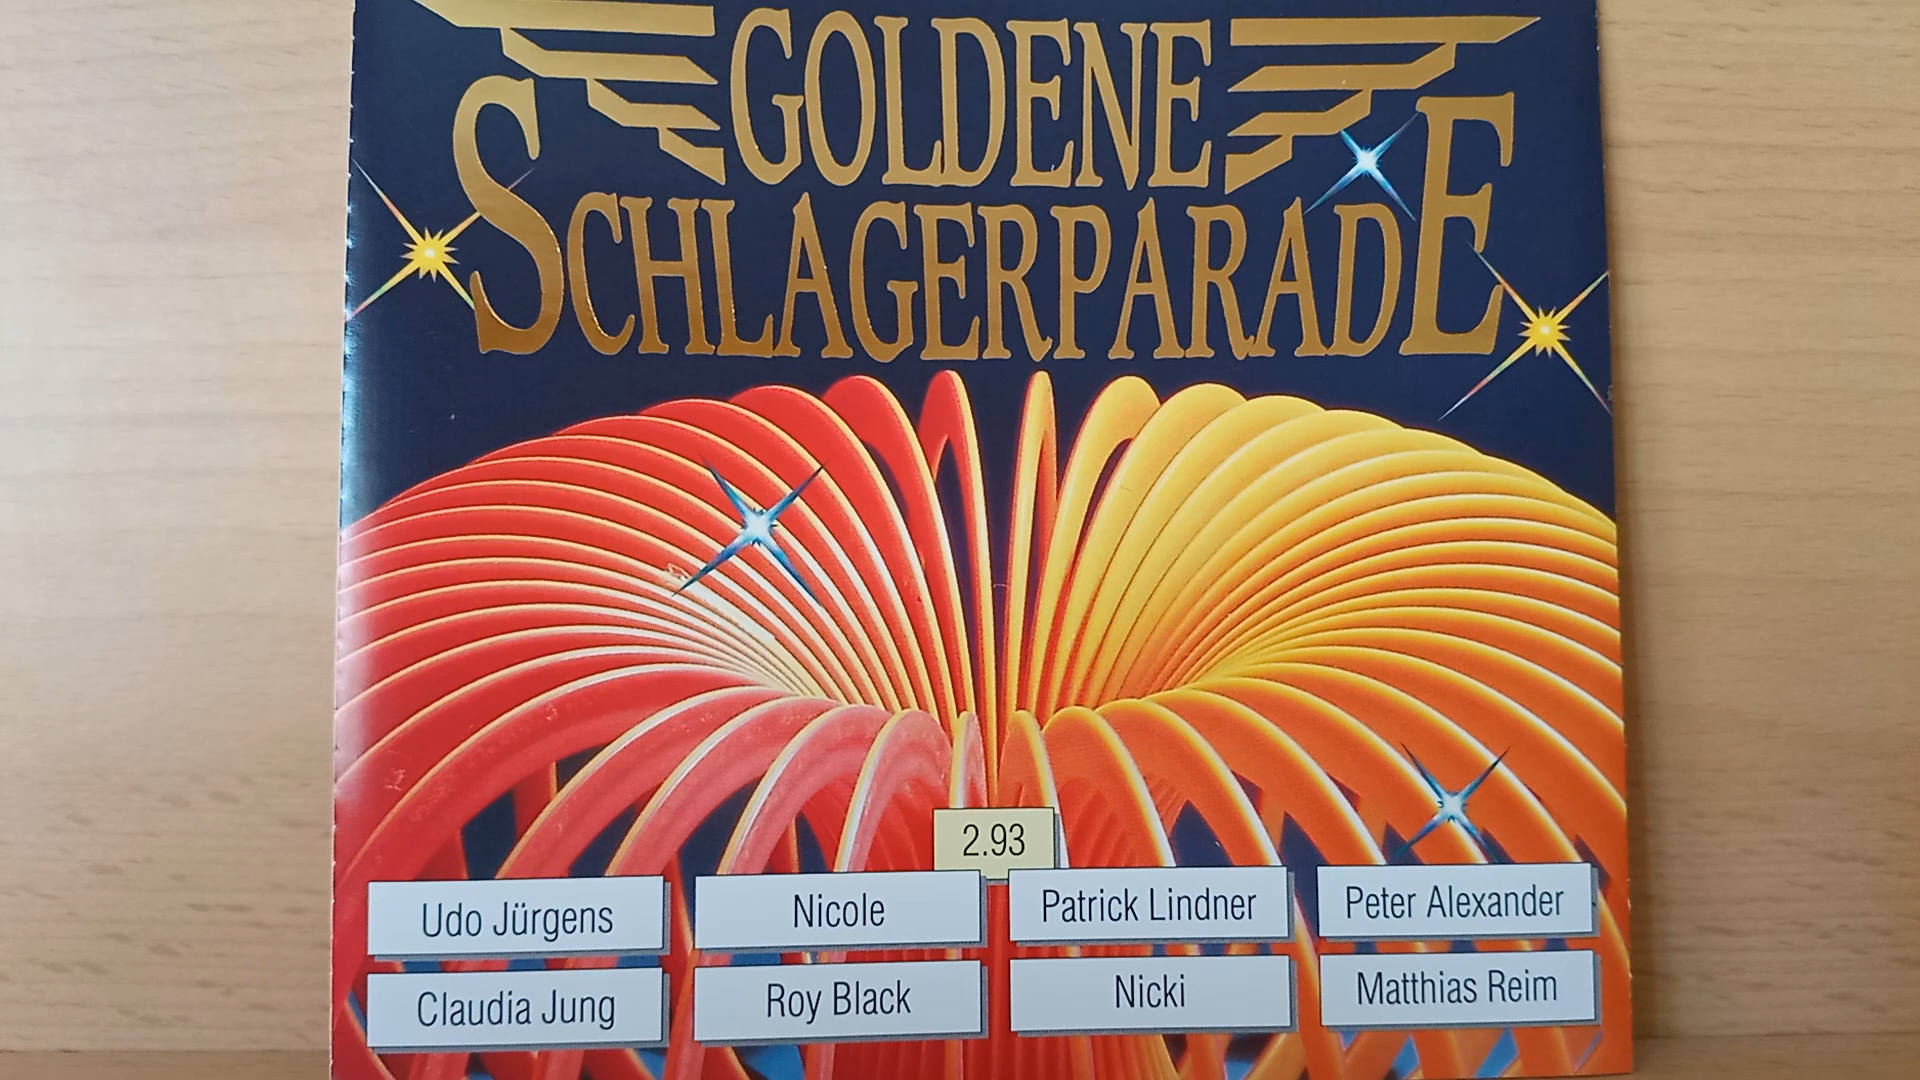 GOLDENE
SCHLAGERPARADE
2.93
Udo Jürgens
Nicole
Patrick Lindner
Peter Alexander
Claudia Jung
Roy Black
Nicki
Matthias Reim